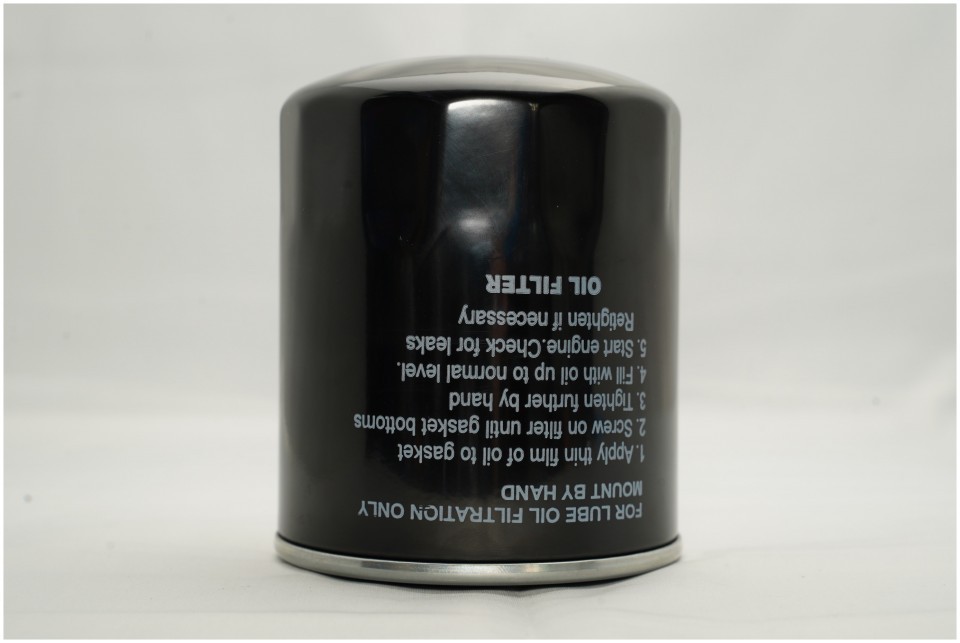 FOR LUBE OIL FILTRATION ONLY
MOUNT BY HAND
1. Apply thin film of oil to gasket
2. Screw on filter until gasket bottoms
3. Tighten further by hand
4. Fill with oil up to normal level.
5. Start engine.Check for leaks
Retighten if necessary
OIL FILTER